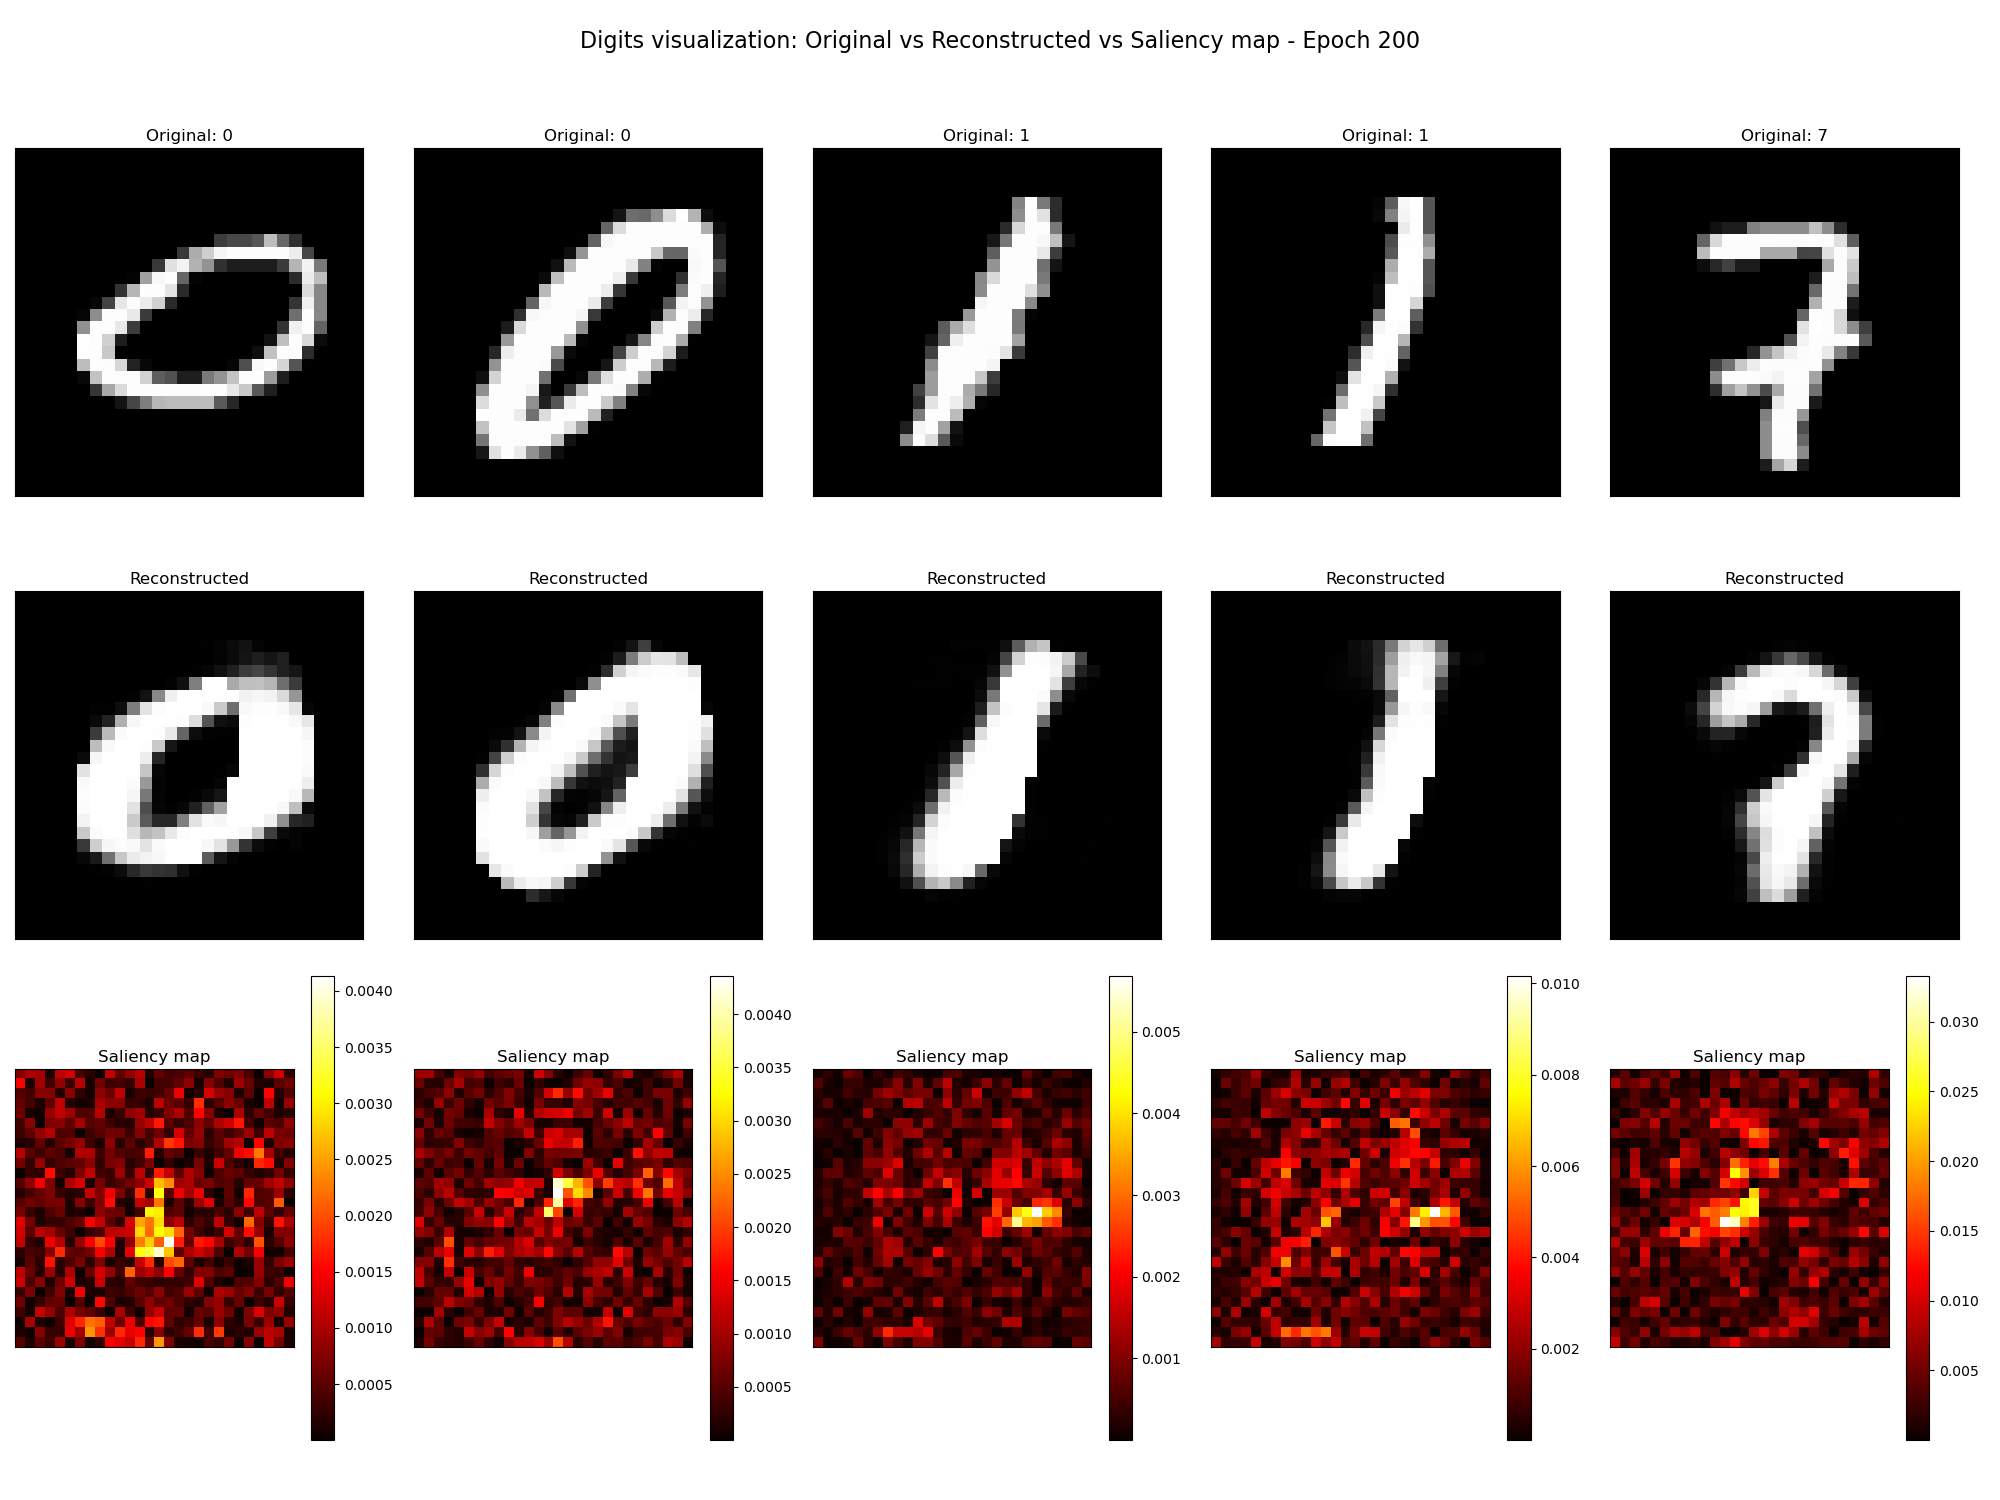 Digits visualization: Original vs Reconstructed vs Saliency map - Epoch 200
Original: 0
Original: 0
Original: 1
Original: 1
Original: 7
Reconstructed
Reconstructed
Reconstructed
Reconstructed
Reconstructed
Saliency map
0.0040
0.0035
0.0030
0.0025
0.0020
0.0015
0.0010
0.0005
Saliency map
0.0040
0.0035
0.0030
0.0025
0.0020
0.0015
0.0010
0.0005
Saliency map
0.005
0.004
0.003
0.002
0.001
Saliency map
0.010
0.008
0.006
0.004
0.002
Saliency map
0.030
0.025
0.020
0.015
0.010
0.005